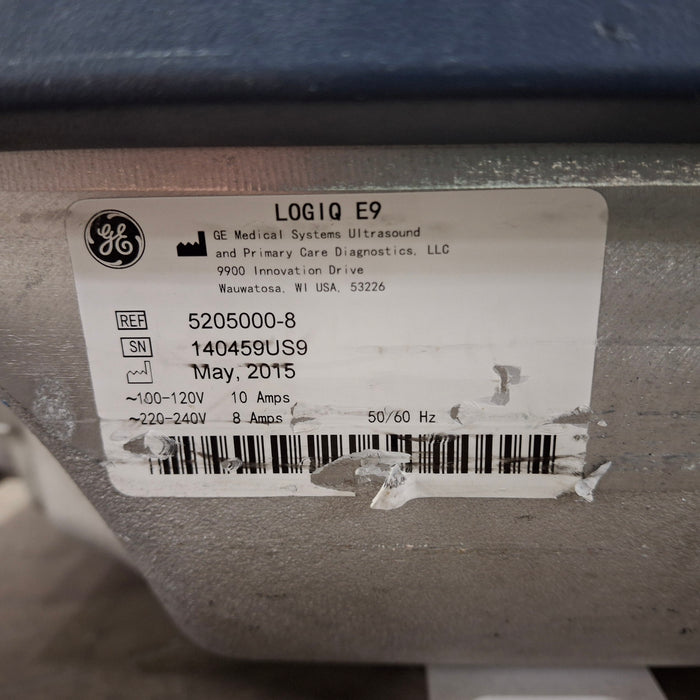 LOGIQ E9
GE
GE Medical Systems Ultrasound
and Primary Care Diagnostics, LLC
9900 Innovation Drive
Wauwatosa, WI USA, 53226
REF 5205000-8
SN 140459US9
May, 2015
~100-120V 10 Amps
~220-240V 8 Amps 50/60 Hz